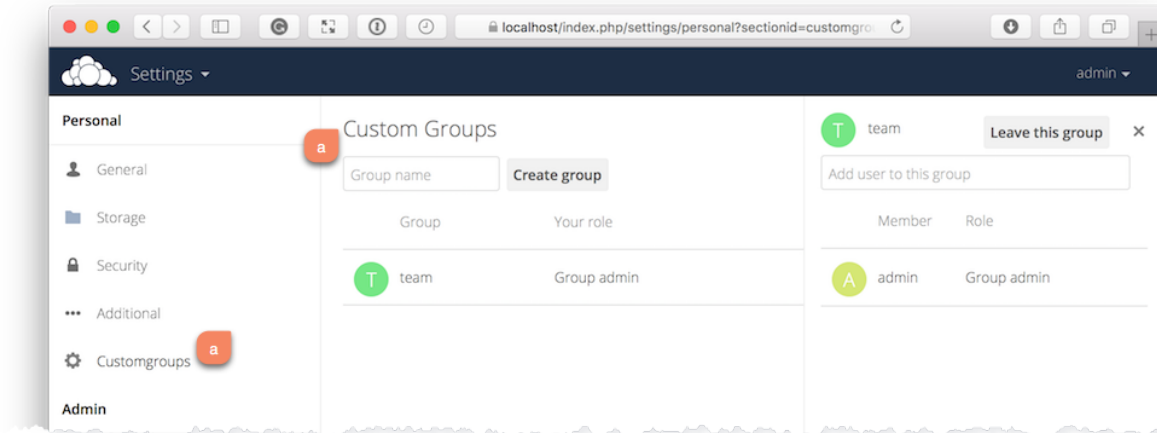 localhost/index.php/settings/personal?sectionid=customgro
Settings
admin
Personal
General
Storage
Security
Additional
Customgroups
a
Admin
a
Custom Groups
Group name
Create group
Group
Your role
T
team
Group admin
T
team
Leave this group
Add user to this group
Member
Role
A
admin
Group admin